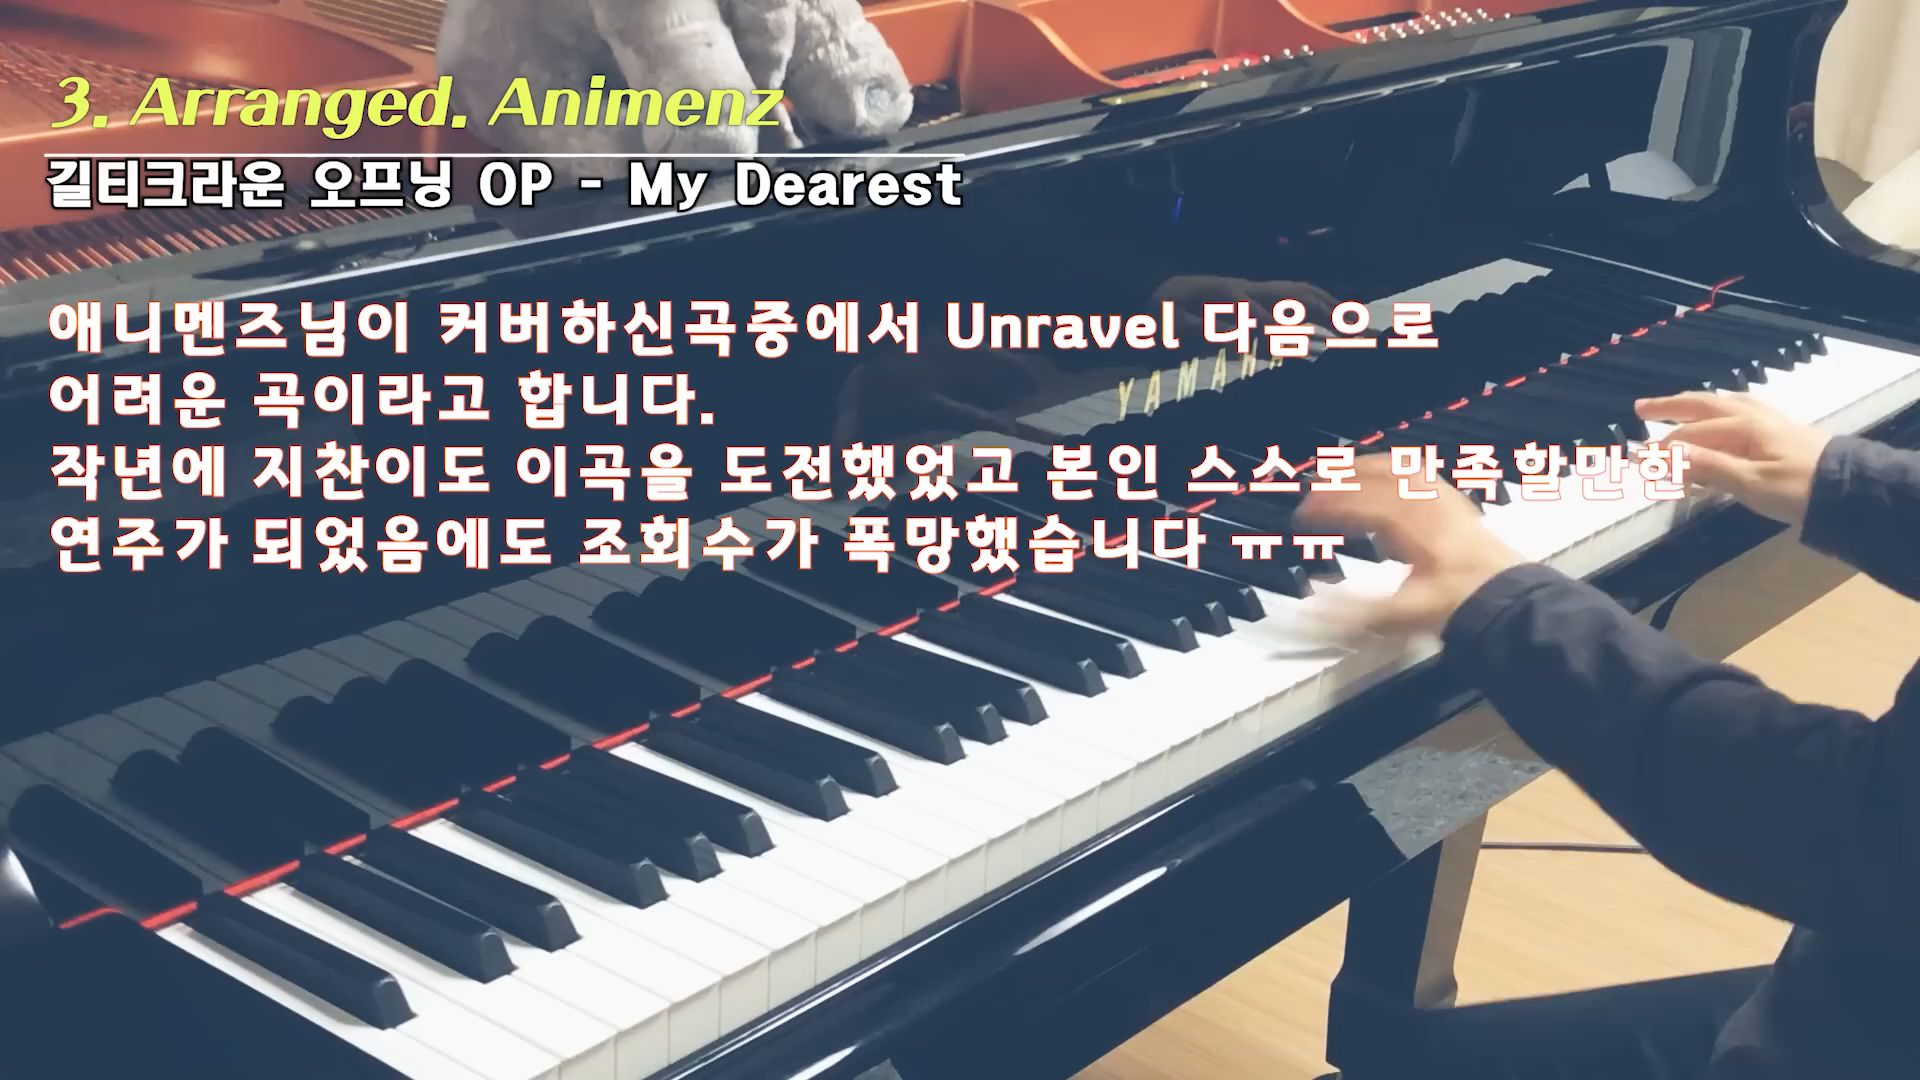 3. Arranged. Animenz
길티크라운 오프닝 OP - My Dearest
애니멘즈님이 커버하신곡중에서 Unravel 다음으로
어려운 곡이라고 합니다.
작년에 지찬이도 이곡을 도전했었고 본인 스스로 만족할만한
연주가 되었음에도 조회수가 폭망했습니다 ㅠㅠ
YAMAHA